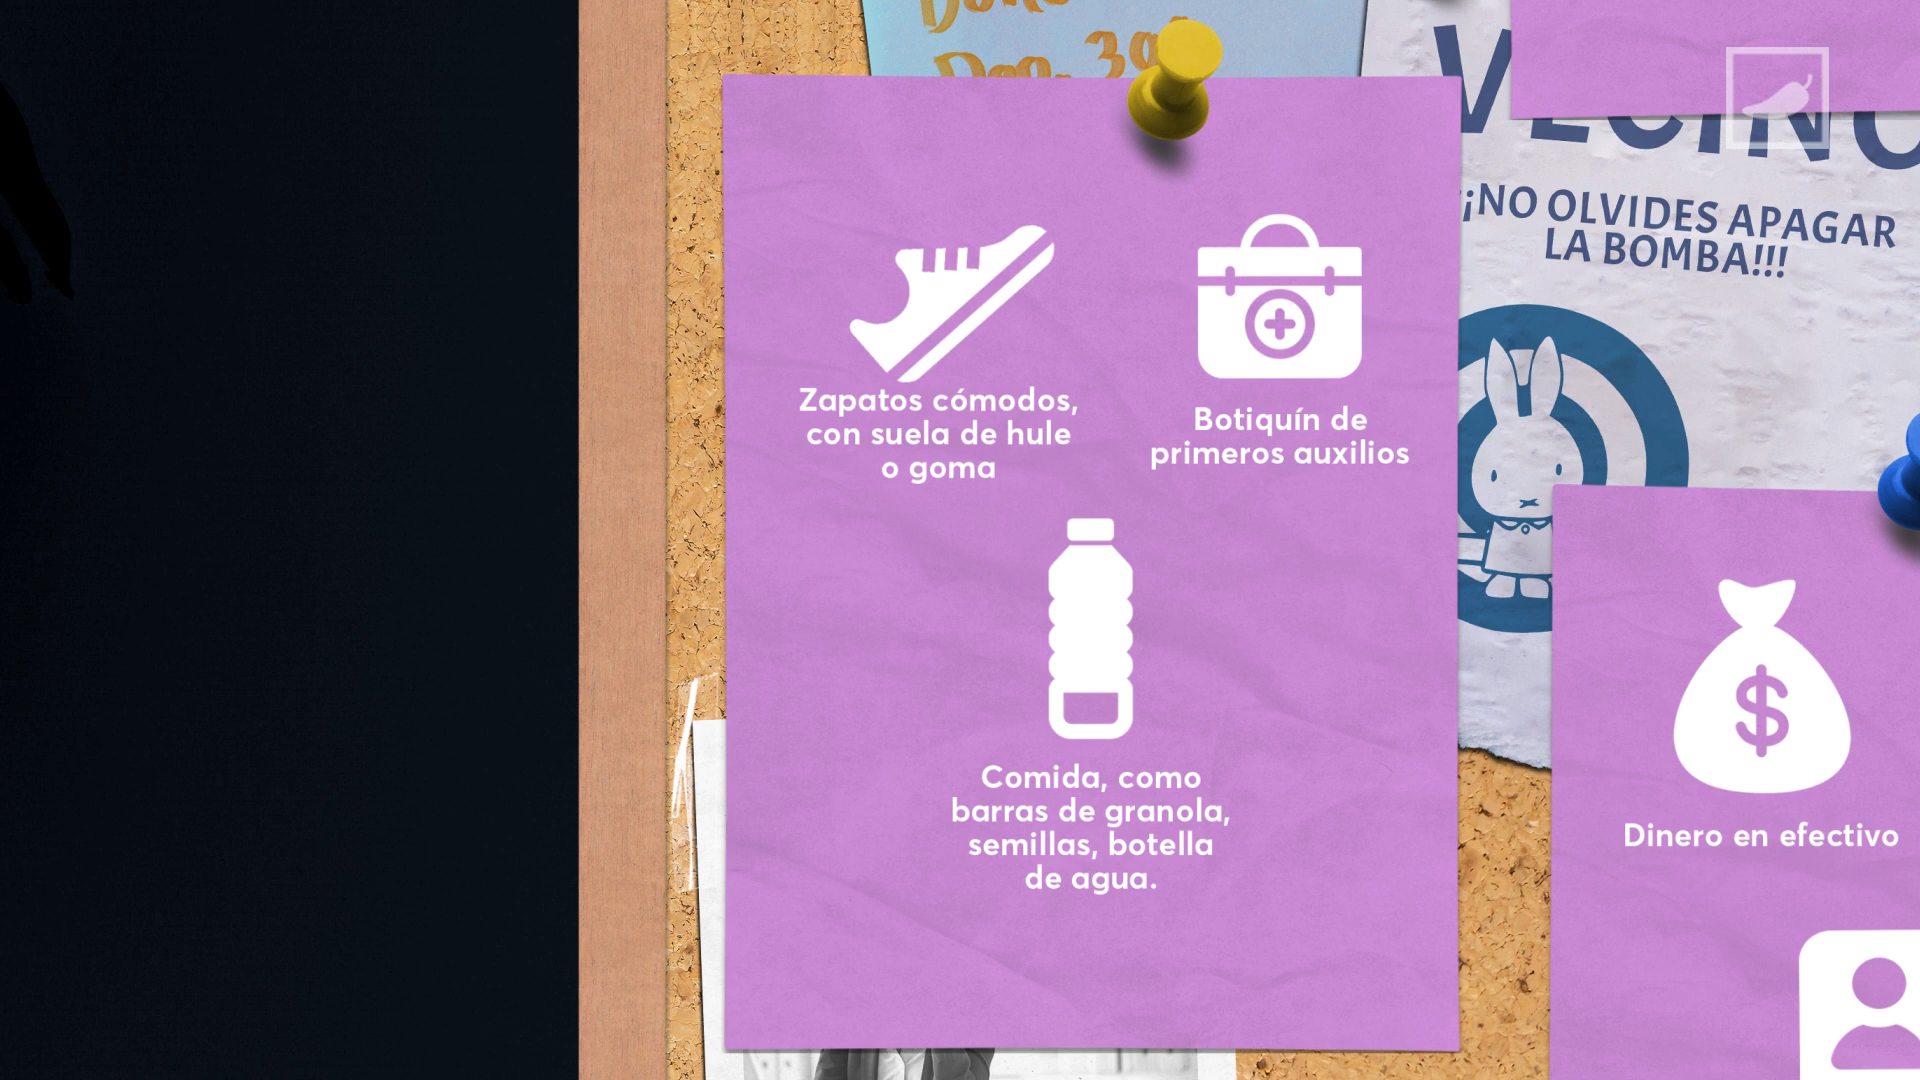 Zapatos cómodos,
con suela de hule
o goma
Botiquín de
primeros auxilios
Comida, como
barras de granola,
semillas, botella
de agua.
¡¡NO OLVIDES APAGAR
LA BOMBA!!!
$
Dinero en efectivo